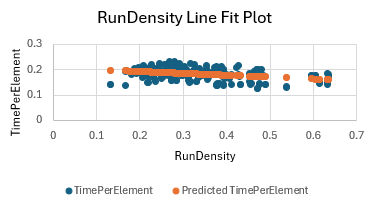 RunDensity Line Fit Plot
TimePerElement
0.3
0.2
0.1
0
0 0.1 0.2 0.3 0.4 0.5 0.6 0.7
RunDensity
TimePerElement Predicted TimePerElement